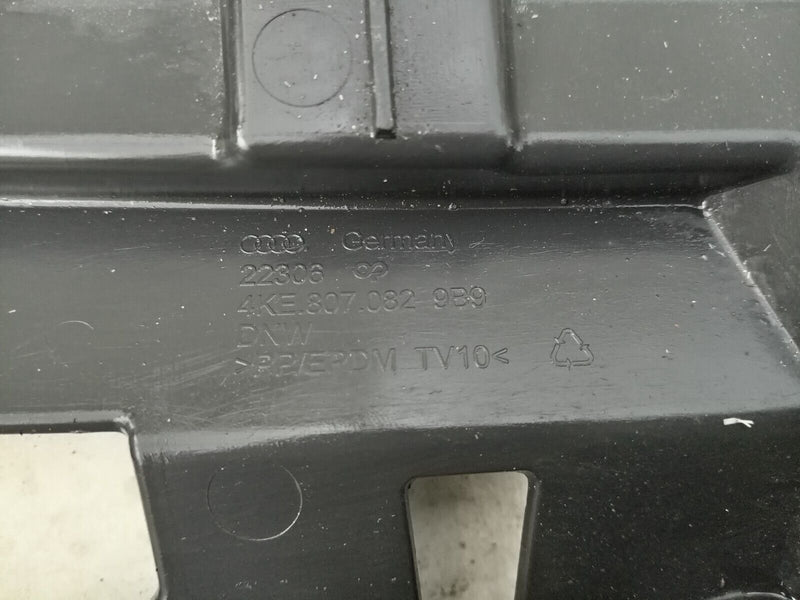 Germany
22306
4KE.807.082 9B9
DNW
>PP/EPDM TV10<